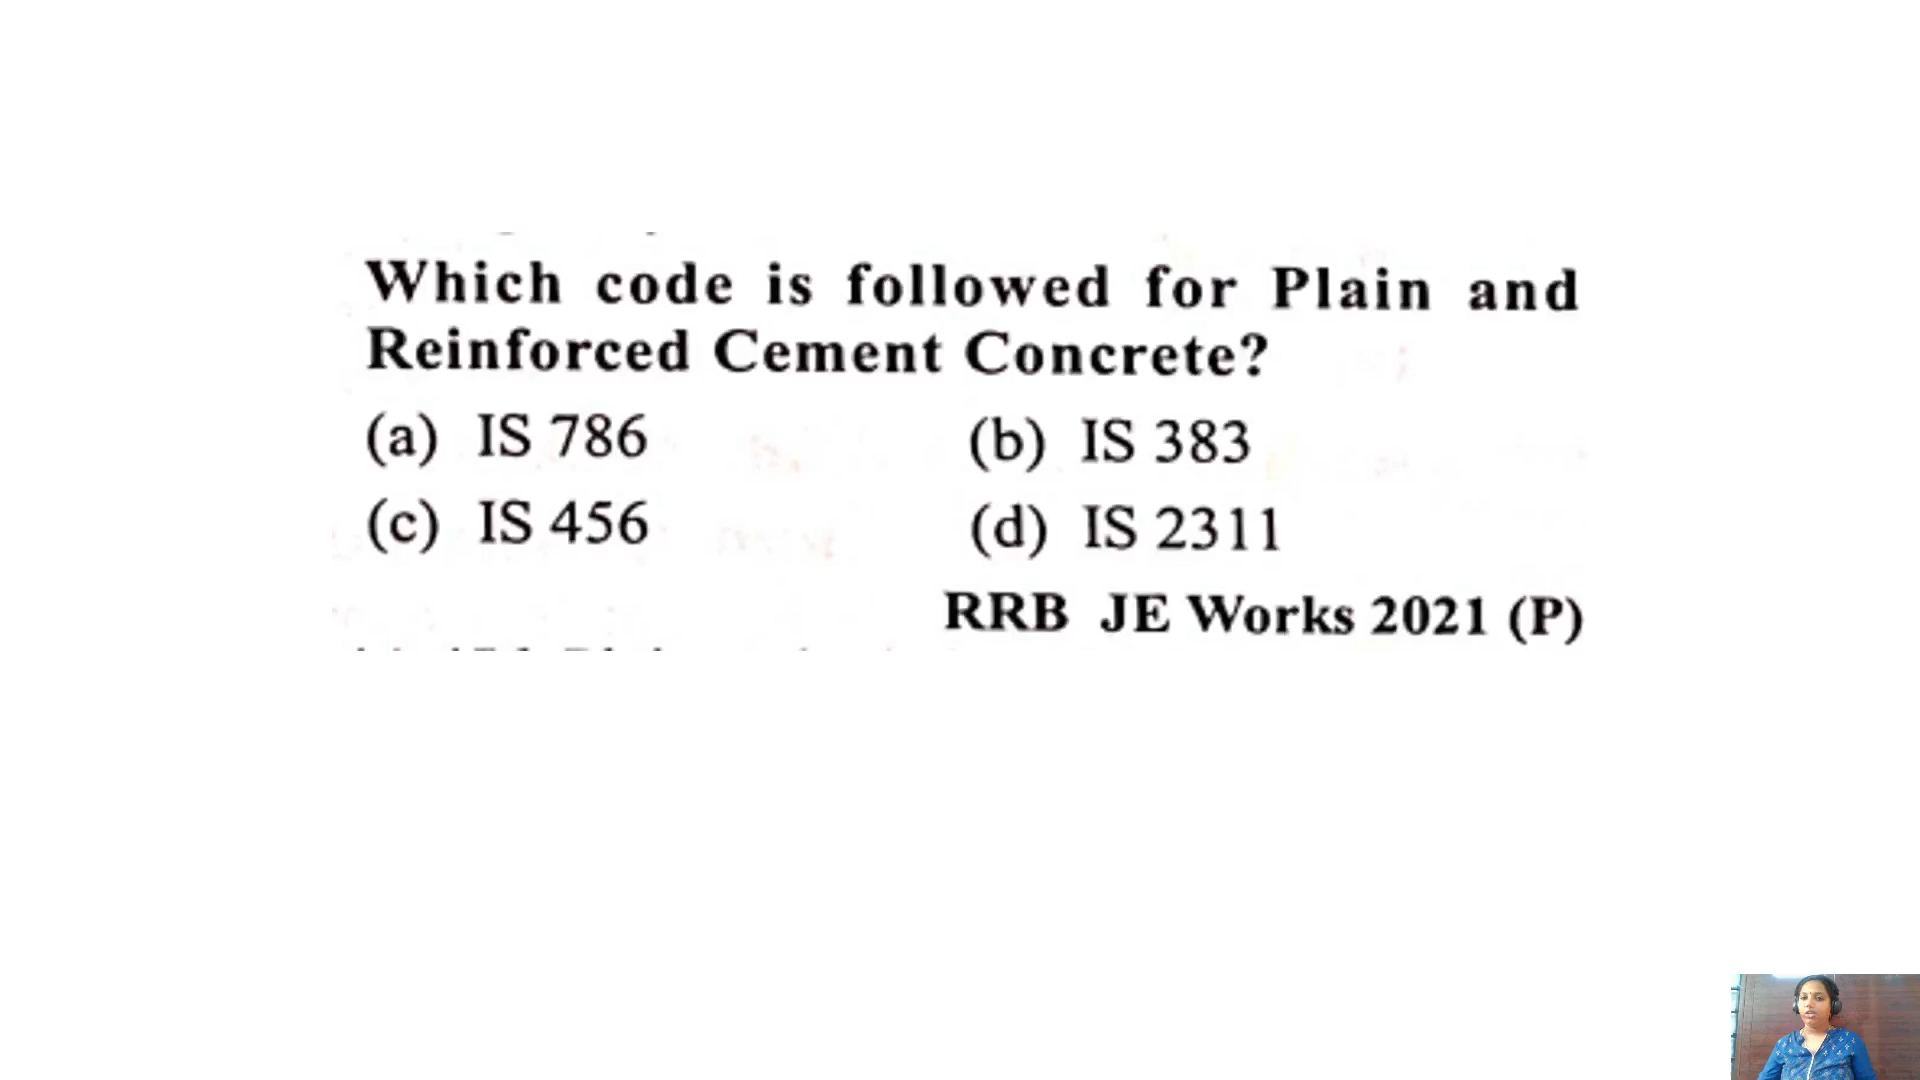 Which code is followed for Plain and
Reinforced Cement Concrete?
(a) IS 786 (b) IS 383
(c) IS 456 (d) IS 2311
RRB JE Works 2021 (P)